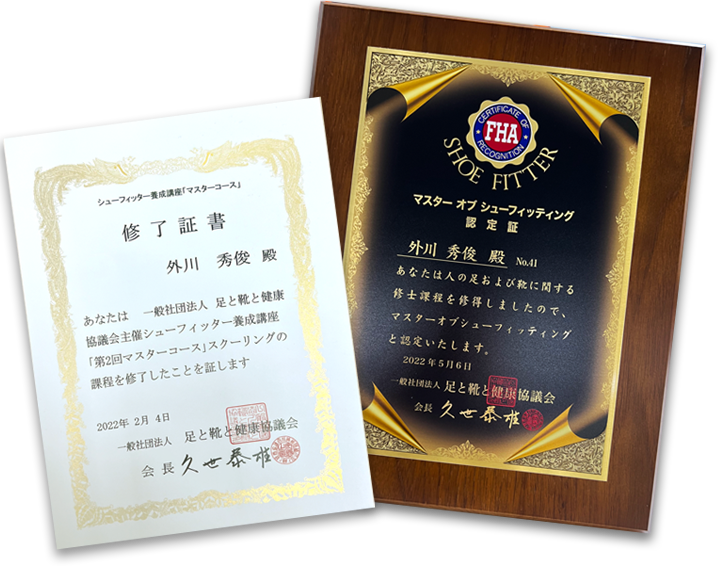 シューフィッター養成講座「マスターコース」
修了証書
外川 秀俊 殿
あなたは 一般社団法人 足と靴と健康
協議会主催シューフィッター養成講座
「第2回マスターコース」スクーリングの
課程を修了したことを証します
2022年 2月 4日
一般社団法人 足と靴と健康協議会
会長 久世泰雄
CERTIFICATE OF
FHA
RECOGNITION
SHOE FITTER
マスター オブ シューフィッティング
認定証
外川 秀俊 殿 No.41
あなたは人の足および靴に関する
修士課程を修得しましたので、
マスターオブシューフィッティング
と認定いたします。
2022年5月6日
一般社団法人 足と靴と健康協議会
会長 久世泰雄